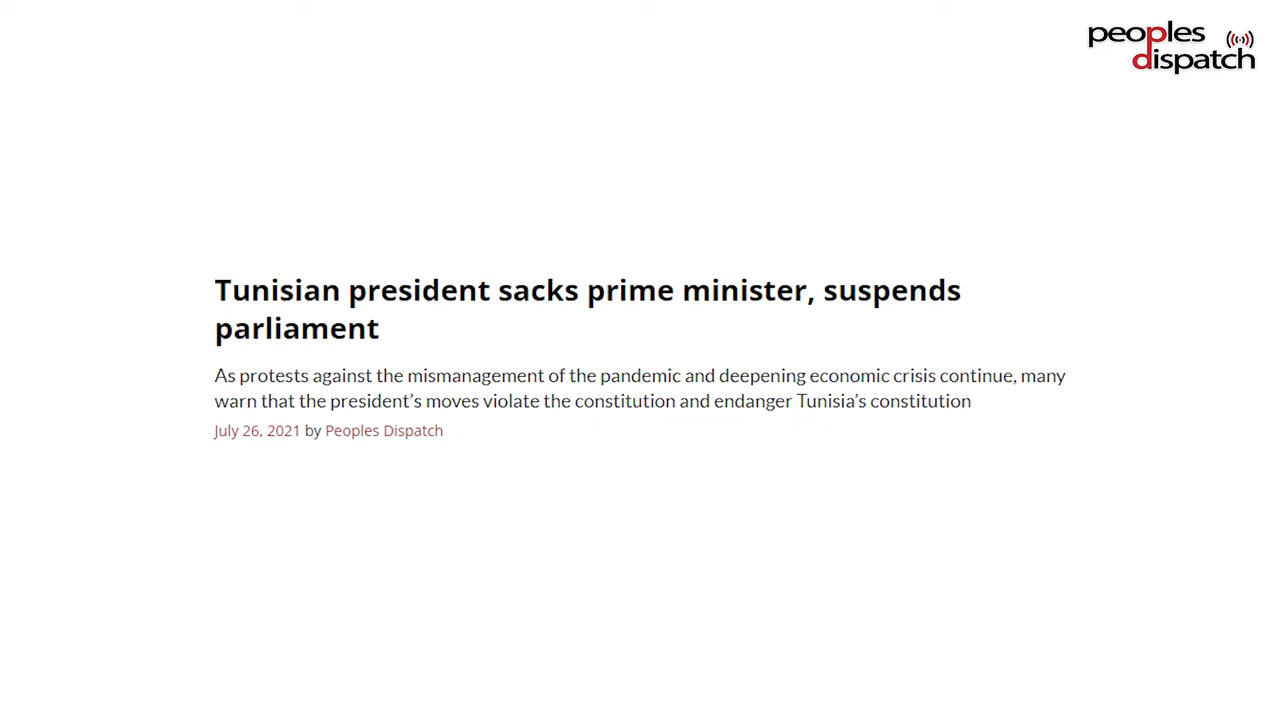 peoples
dispatch
Tunisian president sacks prime minister, suspends
parliament
As protests against the mismanagement of the pandemic and deepening economic crisis continue, many
warn that the president’s moves violate the constitution and endanger Tunisia’s constitution
July 26, 2021 by Peoples Dispatch